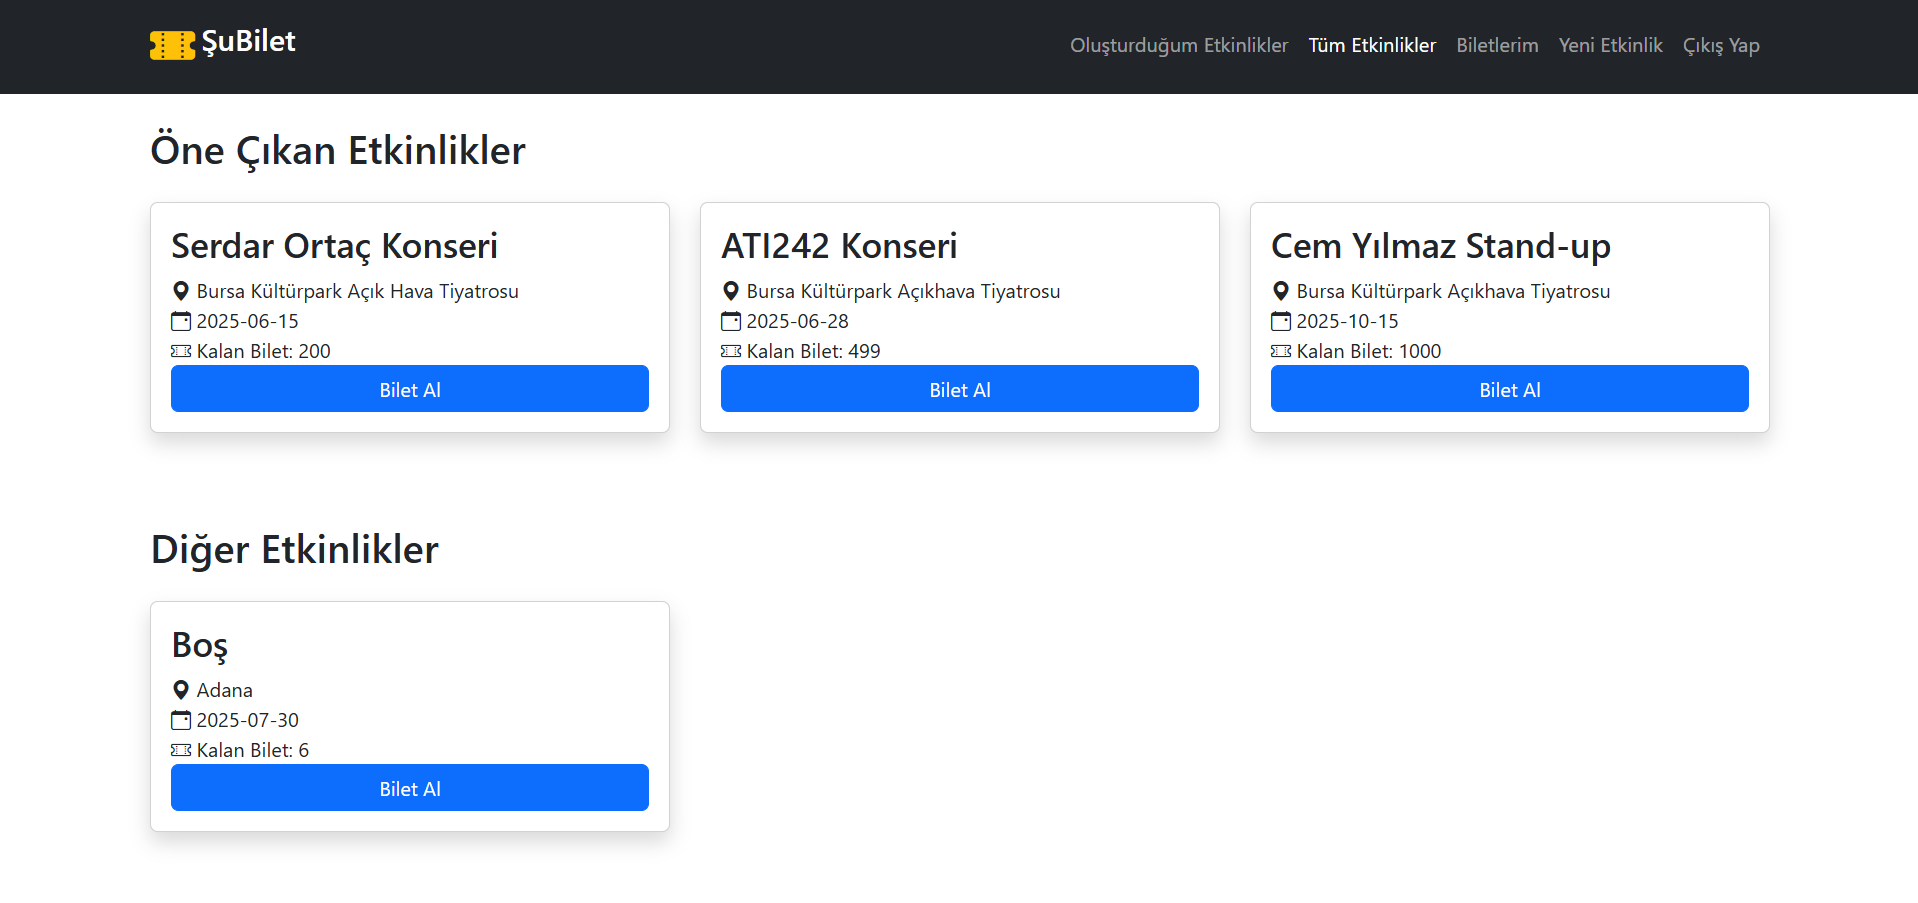 ŞuBilet
Oluşturduğum Etkinlikler Tüm Etkinlikler Biletlerim Yeni Etkinlik Çıkış Yap
Öne Çıkan Etkinlikler
Serdar Ortaç Konseri
Bursa Kültürpark Açık Hava Tiyatrosu
2025-06-15
Kalan Bilet: 200
Bilet Al
ATI242 Konseri
Bursa Kültürpark Açıkhava Tiyatrosu
2025-06-28
Kalan Bilet: 499
Bilet Al
Cem Yılmaz Stand-up
Bursa Kültürpark Açıkhava Tiyatrosu
2025-10-15
Kalan Bilet: 1000
Bilet Al
Diğer Etkinlikler
Boş
Adana
2025-07-30
Kalan Bilet: 6
Bilet Al